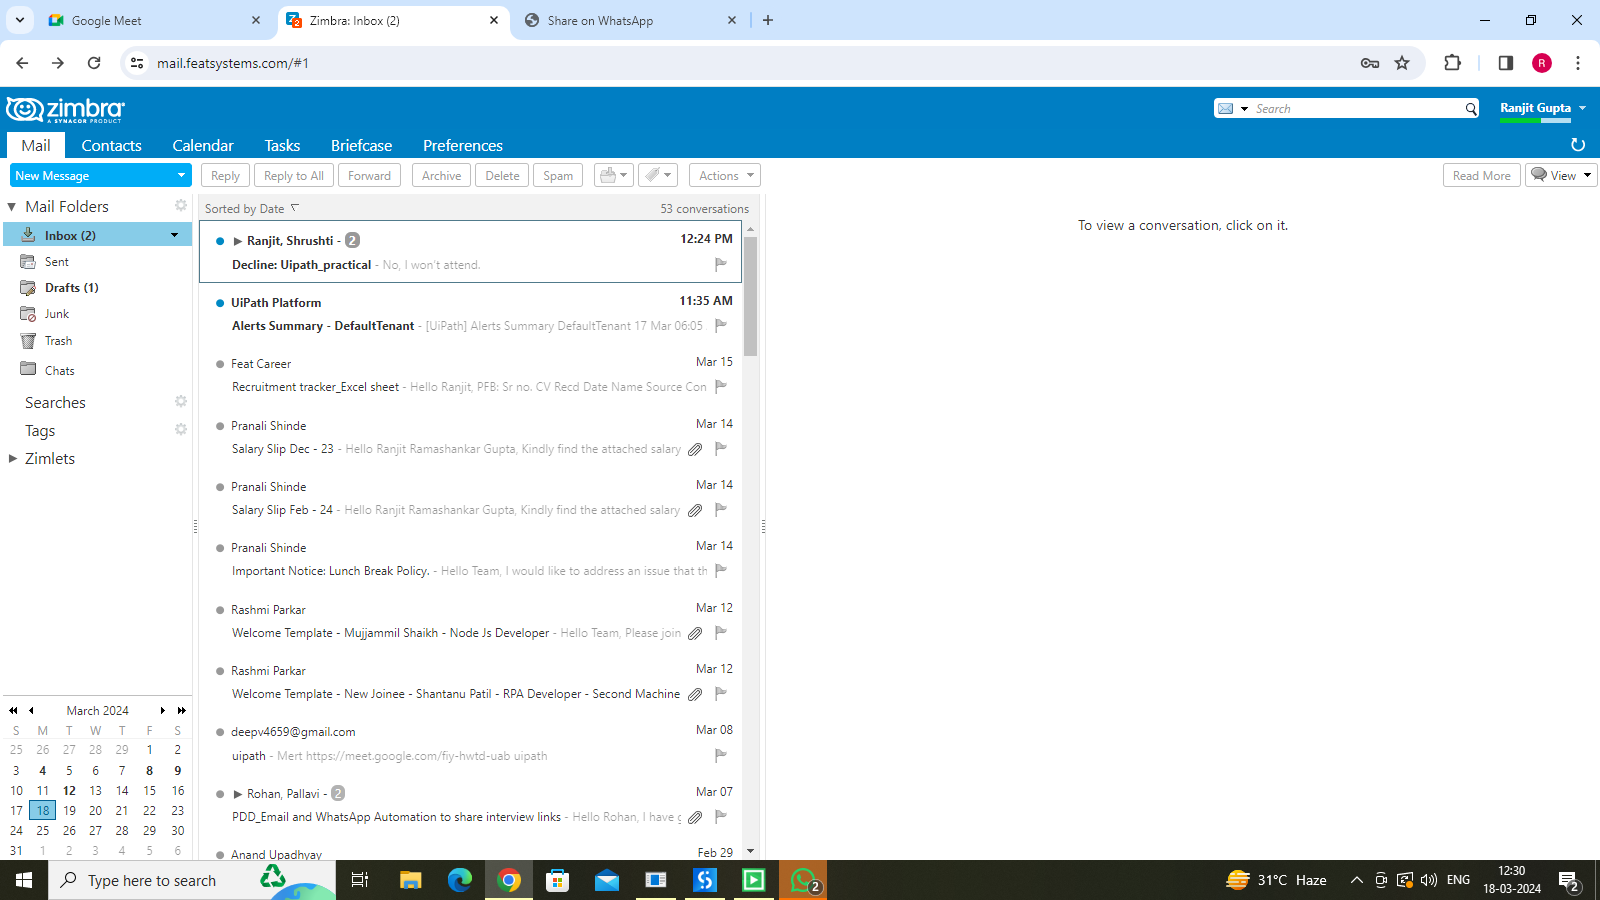 Google Meet
Zimbra: Inbox (2)
Share on WhatsApp
mail.featsystems.com/#1
R
zimbra
A SYNACOR PRODUCT
Search
Ranjit Gupta
Mail
Contacts
Calendar
Tasks
Briefcase
Preferences
New Message
Reply
Reply to All
Forward
Archive
Delete
Spam
Actions
Read More
View
Mail Folders
Inbox (2)
Sent
Drafts (1)
Junk
Trash
Chats
Searches
Tags
Zimlets
Sorted by Date
53 conversations
Ranjit, Shrushti - 2
12:24 PM
Decline: Uipath_practical - No, I won't attend.
UiPath Platform
11:35 AM
Alerts Summary - DefaultTenant - [UiPath] Alerts Summary DefaultTenant 17 Mar 06:05
Feat Career
Mar 15
Recruitment tracker_Excel sheet - Hello Ranjit, PFB: Sr no. CV Recd Date Name Source Con
Pranali Shinde
Mar 14
Salary Slip Dec - 23 - Hello Ranjit Ramashankar Gupta, Kindly find the attached salary
Pranali Shinde
Mar 14
Salary Slip Feb - 24 - Hello Ranjit Ramashankar Gupta, Kindly find the attached salary
Pranali Shinde
Mar 14
Important Notice: Lunch Break Policy. - Hello Team, I would like to address an issue that th
Rashmi Parkar
Mar 12
Welcome Template - Mujjammil Shaikh - Node Js Developer - Hello Team, Please join
Rashmi Parkar
Mar 12
Welcome Template - New Joinee - Shantanu Patil - RPA Developer - Second Machine
deepv4659@gmail.com
Mar 08
uipath - Mert https://meet.google.com/fiy-hwtd-uab uipath
Rohan, Pallavi - 2
Mar 07
PDD_Email and WhatsApp Automation to share interview links - Hello Rohan, I have g
Anand Upadhyay
Feb 29
To view a conversation, click on it.
March 2024
S M T W T F S
25 26 27 28 29 1 2
3 4 5 6 7 8 9
10 11 12 13 14 15 16
17 18 19 20 21 22 23
24 25 26 27 28 29 30
31 1 2 3 4 5 6
Type here to search
2
31°C Haze
ENG
12:30
18-03-2024
2